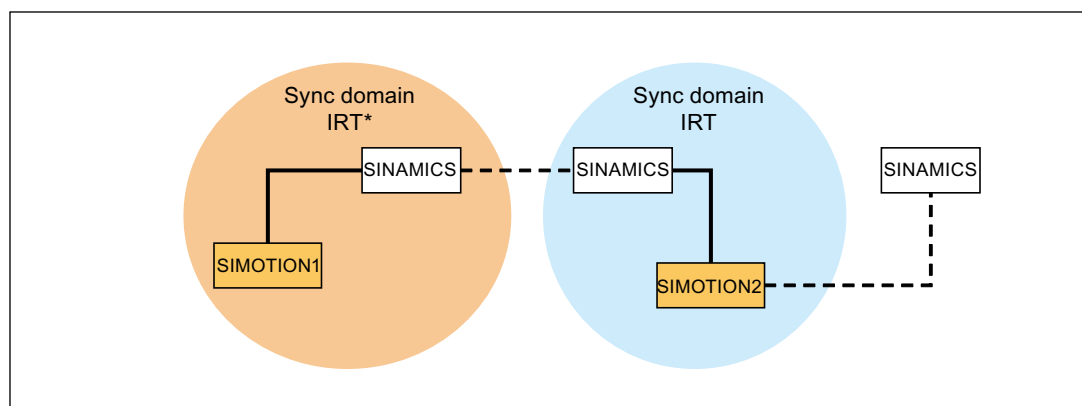 Sync domain
IRT*
Sync domain
IRT
SINAMICS
SINAMICS
SINAMICS
SIMOTION1
SIMOTION2